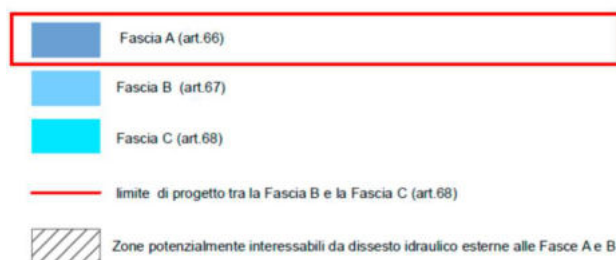 Fascia A (art.66)
Fascia B (art.67)
Fascia C (art.68)
limite di progetto tra la Fascia B e la Fascia C (art.68)
Zone potenzialmente interessabili da dissesto idraulico esterne alle Fasce A e B